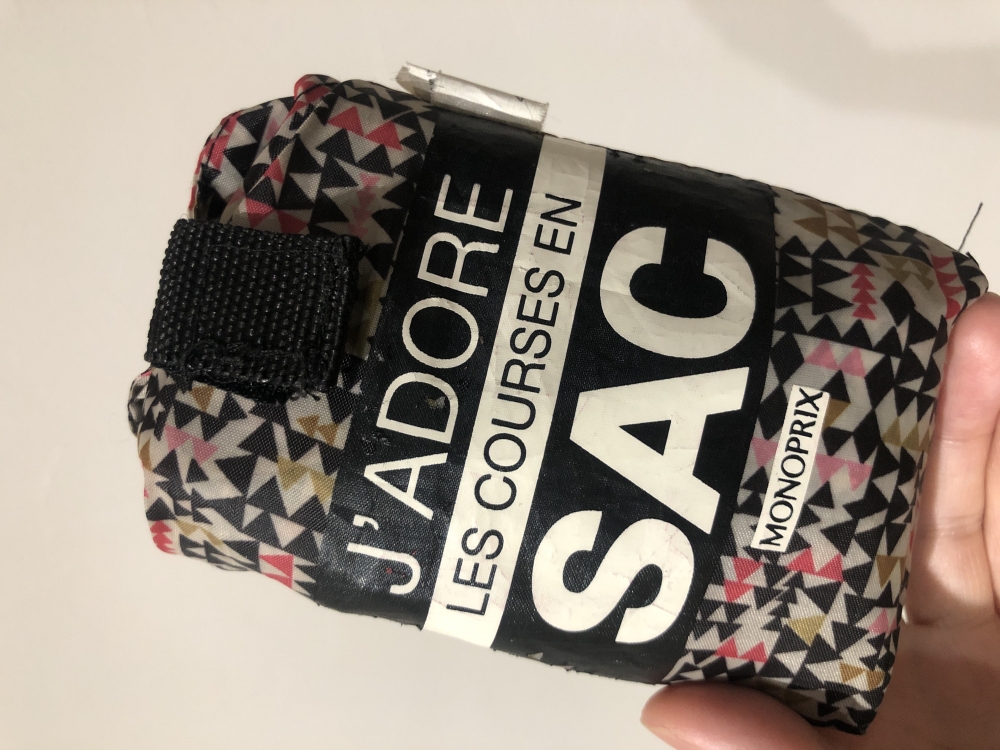 J'ADORE
LES COURSES EN
SAC
MONOPRIX